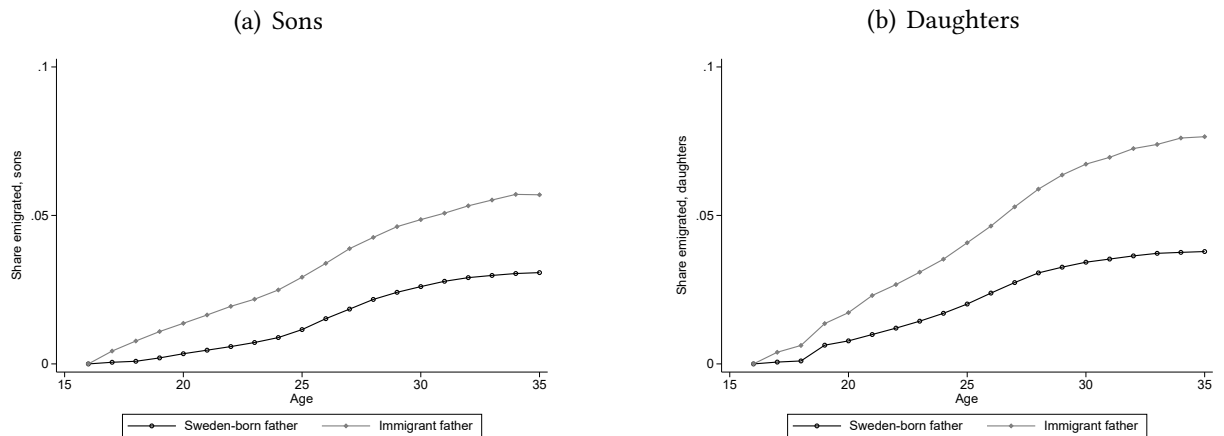 (a) Sons
.1
.05
0
Share emigrated, sons
15 20 25 30 35
Age
Sweden-born father Immigrant father
(b) Daughters
.1
.05
0
Share emigrated, daughters
15 20 25 30 35
Age
Sweden-born father Immigrant father